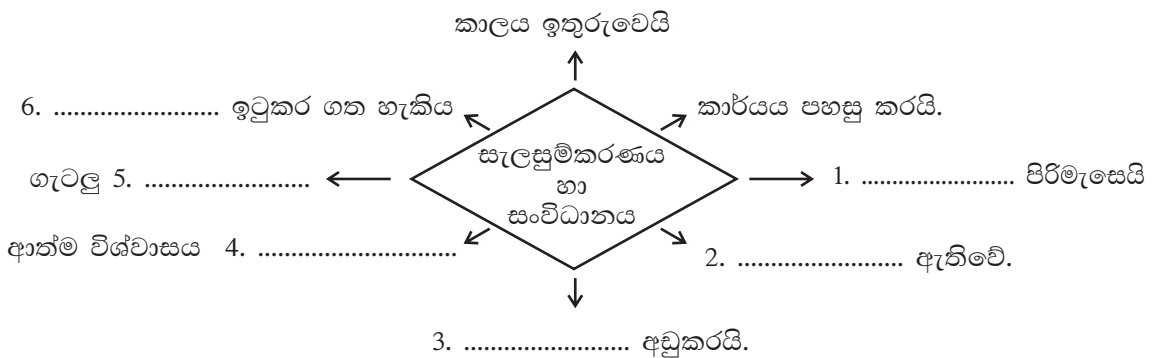 කාලය ඉතුරුවෙයි
6. ......................... ඉටුකර ගත හැකිය
කාර්යය පහසු කරයි.
සැලසුම්කරණය
හා
සංවිධානය
ගැටලු 5. .........................
1. ....................... පිරිමැසෙයි
ආත්ම විශ්වාසය 4. ..............................
2. ......................... ඇතිවේ.
3. ......................... අඩුකරයි.